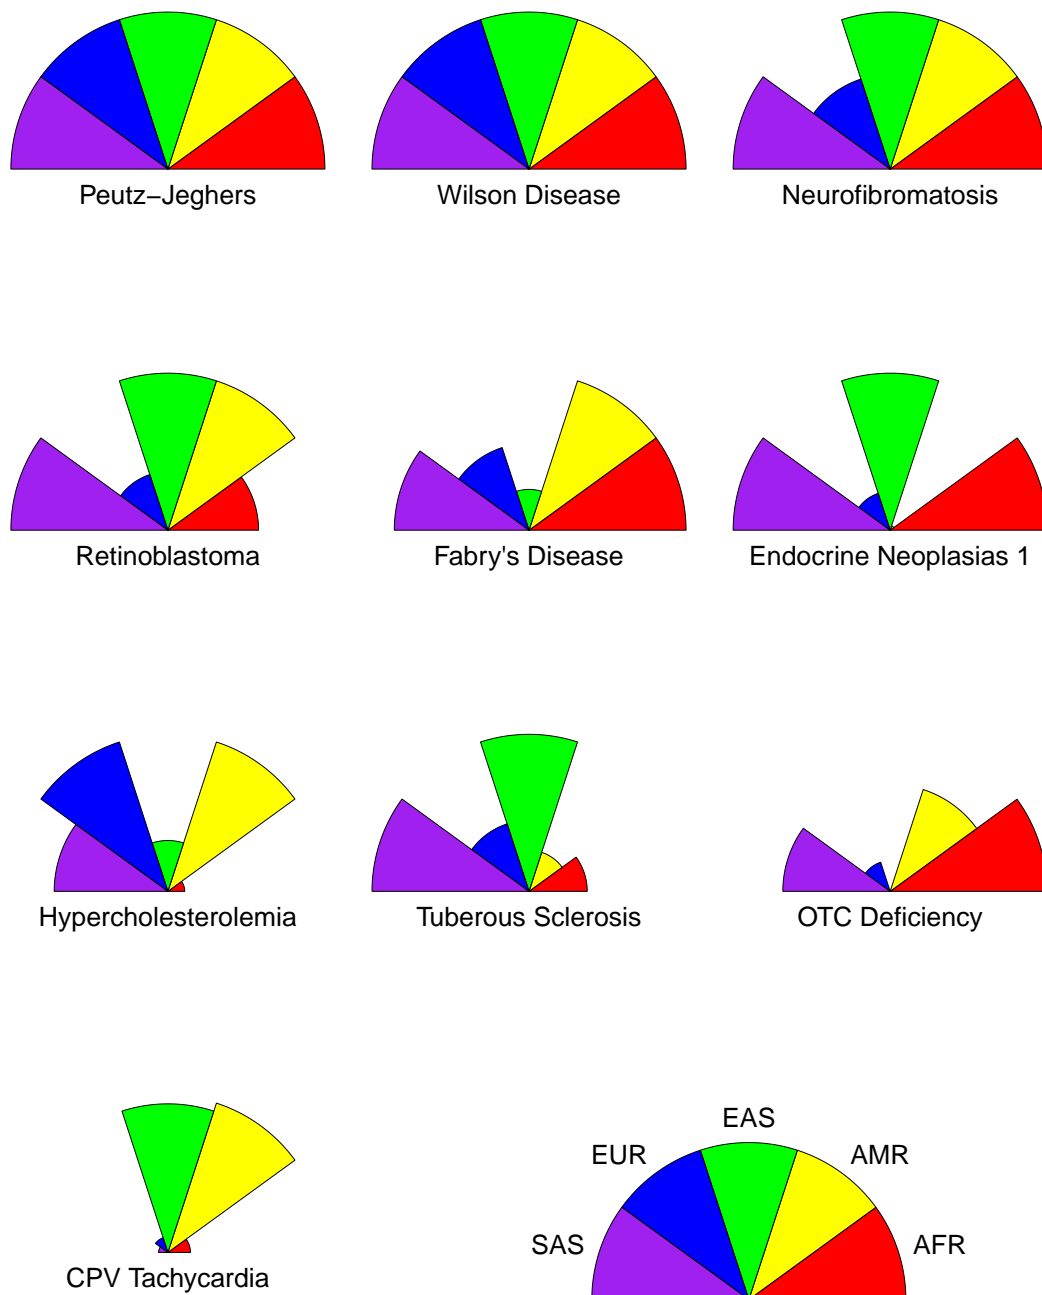 Peutz−Jeghers
Wilson Disease
Neurofibromatosis
Retinoblastoma
Fabry's Disease
Endocrine Neoplasias 1
Hypercholesterolemia
Tuberous Sclerosis
OTC Deficiency
CPV Tachycardia
EAS
EUR
AMR
SAS
AFR